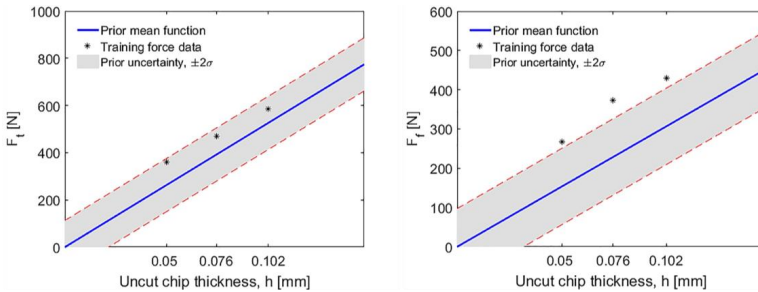 1000
800
600
400
200
0
F_t [N]
Prior mean function
Training force data
Prior uncertainty, ±2σ
0.05 0.076 0.102
Uncut chip thickness, h [mm]
600
500
400
300
200
100
0
F_f [N]
Prior mean function
Training force data
Prior uncertainty, ±2σ
0.05 0.076 0.102
Uncut chip thickness, h [mm]